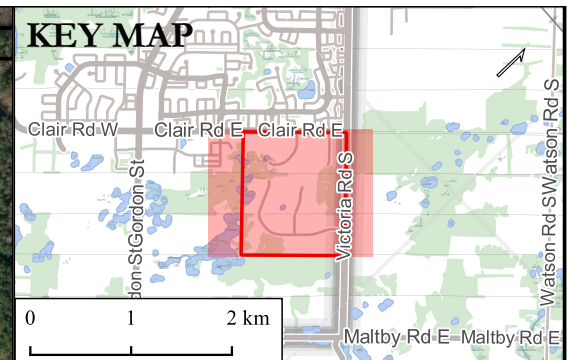 KEY MAP
Clair Rd W
Clair Rd E
Clair Rd E
Gordon St
don St
Victoria Rd S
Watson Rd S
Watson Rd S
Maltby Rd E
Maltby Rd E
0 1 2 km